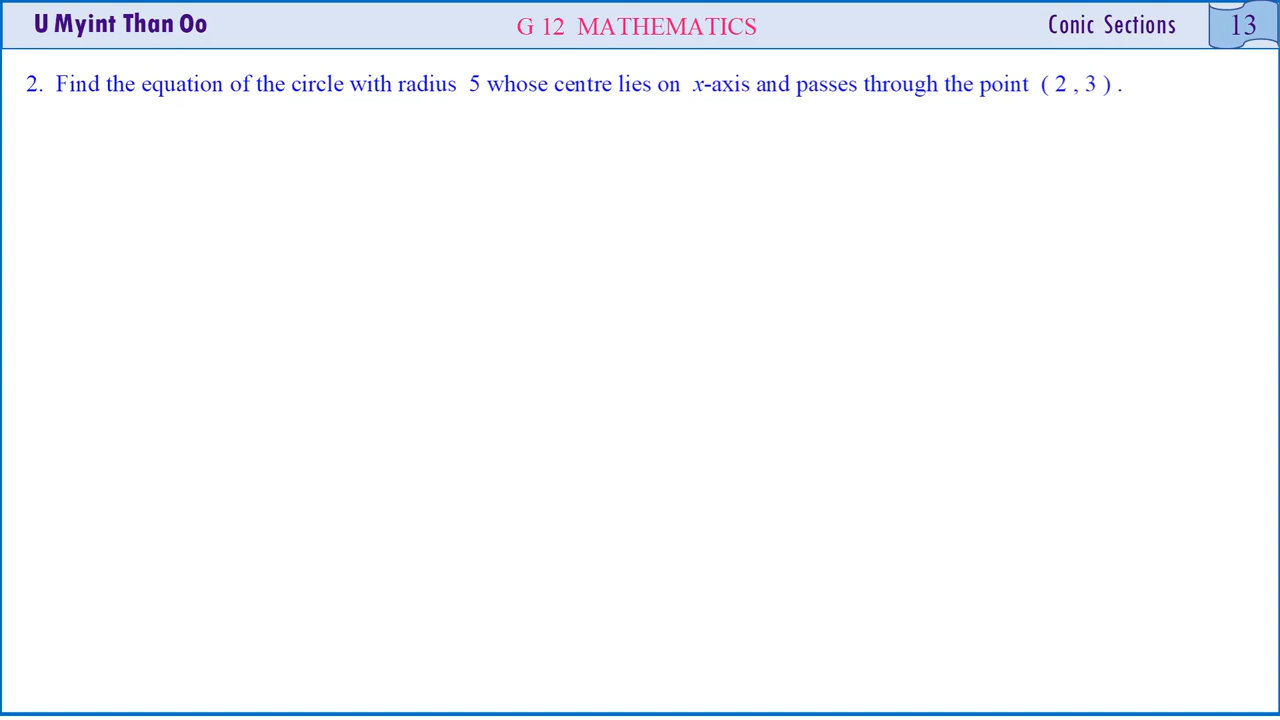 U Myint Than Oo G 12 MATHEMATICS Conic Sections 13
2. Find the equation of the circle with radius 5 whose centre lies on x-axis and passes through the point ( 2 , 3 ) .